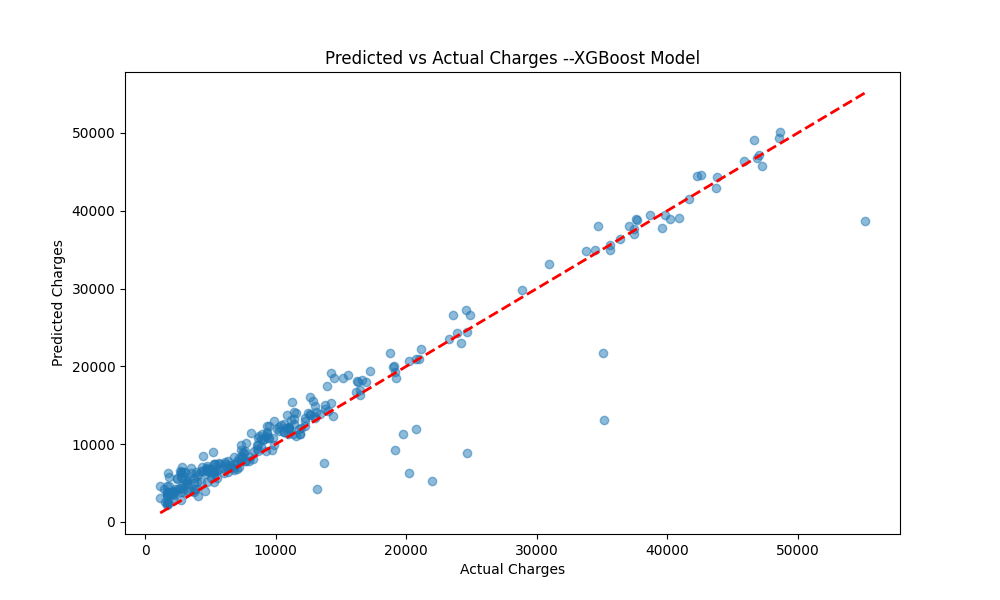 Predicted vs Actual Charges --XGBoost Model
50000
40000
30000
20000
10000
0
Predicted Charges
0 10000 20000 30000 40000 50000
Actual Charges